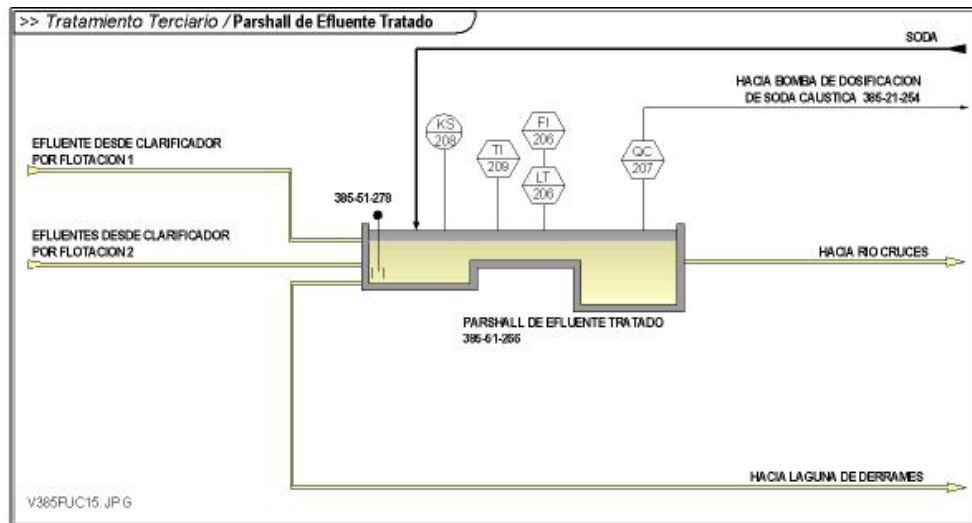 >> Tratamiento Terciario / Parshall de Efluente Tratado
SODA
HACIA BOMBA DE DOSIFICACION
DE SODA CAUSTICA 385-21-254
KS
208
TI
209
FI
206
LT
206
QC
207
EFLUENTE DESDE CLARIFICADOR
POR FLOTACION 1
385-51-278
EFLUENTES DESDE CLARIFICADOR
POR FLOTACION 2
HACIA RIO CRUCES
PARSHALL DE EFLUENTE TRATADO
385-51-266
HACIA LAGUNA DE DERRAMES
V385FUC15.JPG